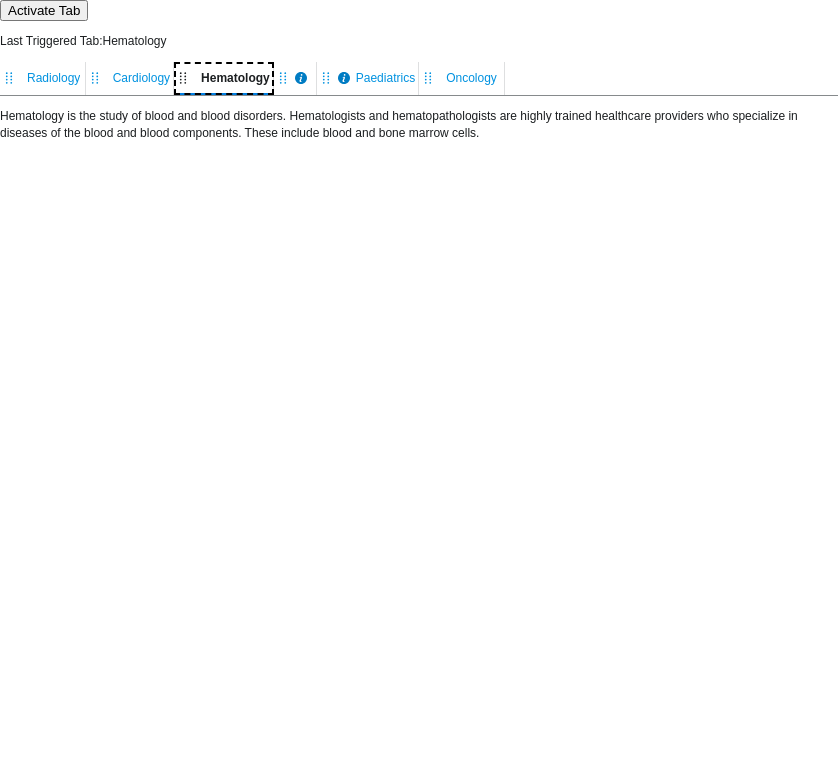 Activate Tab
Last Triggered Tab:Hematology
Radiology Cardiology Hematology Paediatrics Oncology
Hematology is the study of blood and blood disorders. Hematologists and hematopathologists are highly trained healthcare providers who specialize in
diseases of the blood and blood components. These include blood and bone marrow cells.